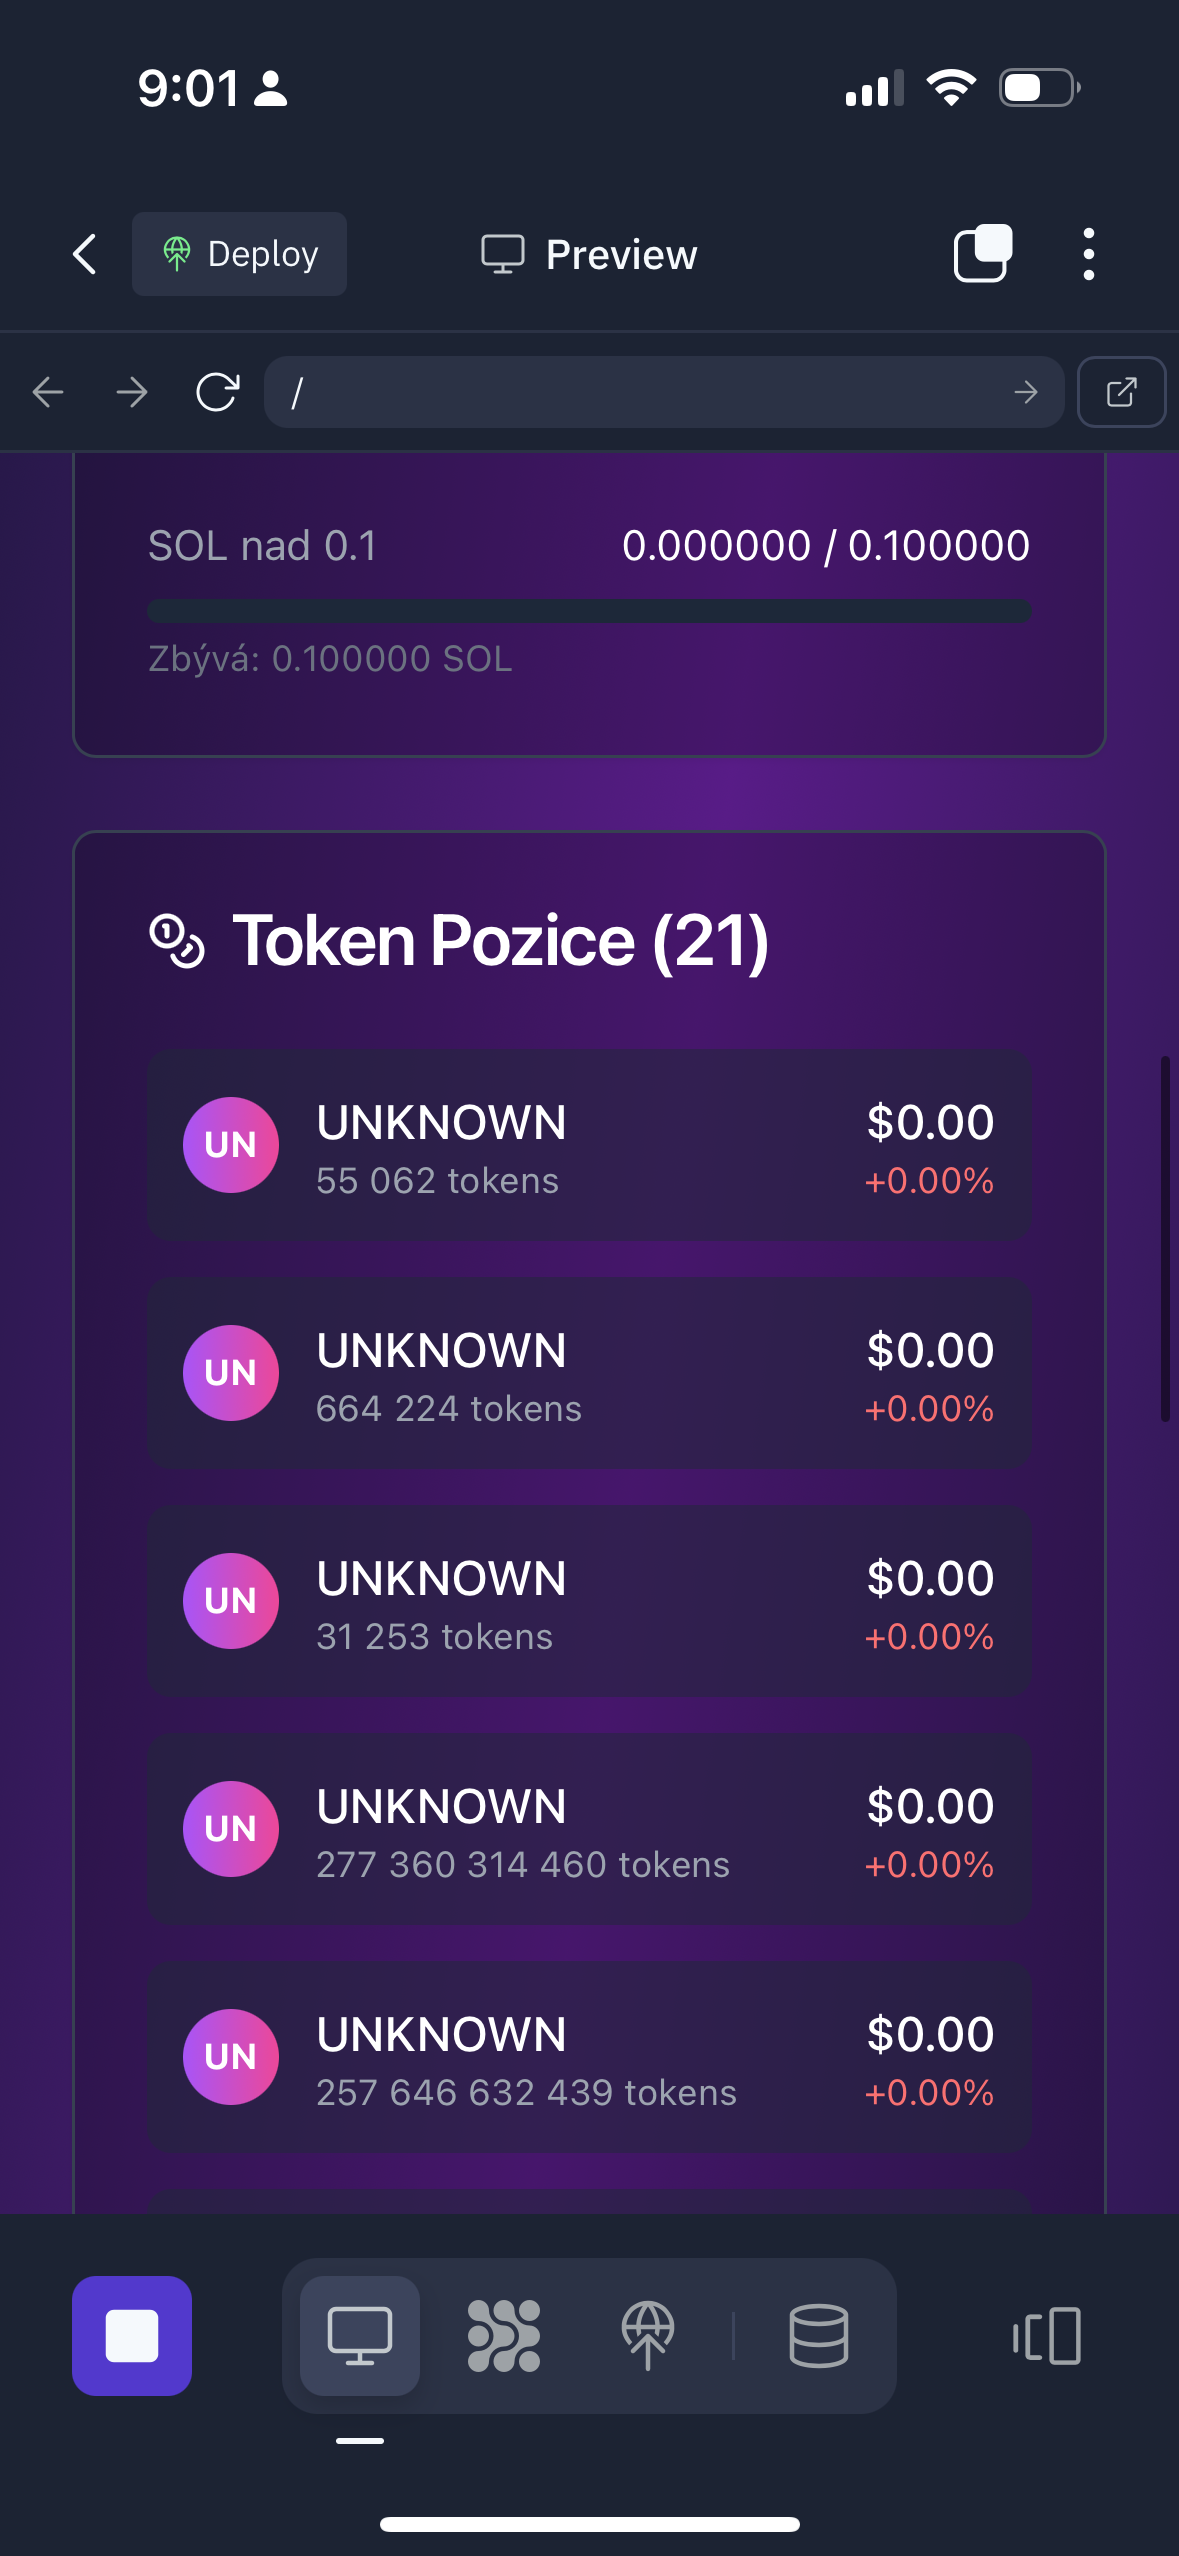 9:01
Deploy
Preview
/
SOL nad 0.1
0.000000 / 0.100000
Zbývá: 0.100000 SOL
Token Pozice (21)
UN
UNKNOWN
$0.00
55 062 tokens
+0.00%
UN
UNKNOWN
$0.00
664 224 tokens
+0.00%
UN
UNKNOWN
$0.00
31 253 tokens
+0.00%
UN
UNKNOWN
$0.00
277 360 314 460 tokens
+0.00%
UN
UNKNOWN
$0.00
257 646 632 439 tokens
+0.00%